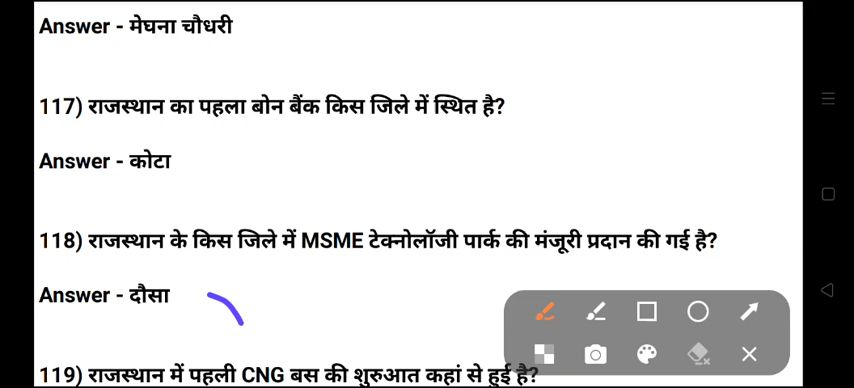 Answer - मेघना चौधरी
117) राजस्थान का पहला बोन बैंक किस जिले में स्थित है?
Answer - कोटा
118) राजस्थान के किस जिले में MSME टेक्नोलॉजी पार्क की मंजूरी प्रदान की गई है?
Answer - दौसा
119) राजस्थान में पहली CNG बस की शुरुआत कहां से हुई है?